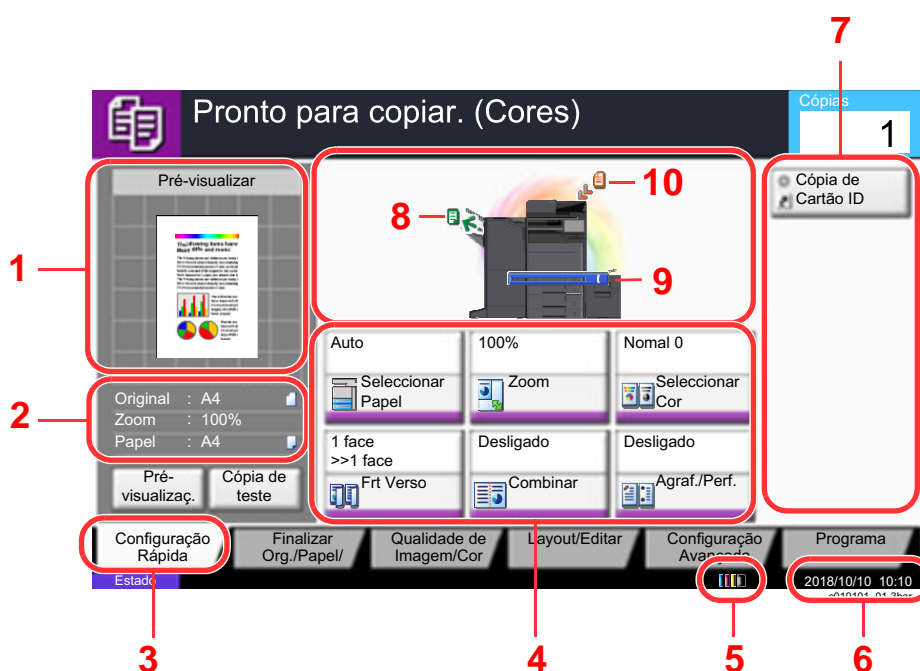 7
Pronto para copiar. (Cores)
Cópias
1
Pré-visualizar
10
8
9
1
Cópia de
Cartão ID
Auto
100%
Nomal 0
Seleccionar
Papel
Zoom
Seleccionar
Cor
2
Original : A4
Zoom : 100%
Papel : A4
1 face
>>1 face
Desligado
Desligado
Frt Verso
Combinar
Agraf./Perf.
Pré-
visualizaç.
Cópia de
teste
Configuração
Rápida
Finalizar
Org./Papel/
Qualidade de
Imagem/Cor
Layout/Editar
Configuração
Avançada
Programa
Estado
2018/10/10 10:10
3
4
5
6